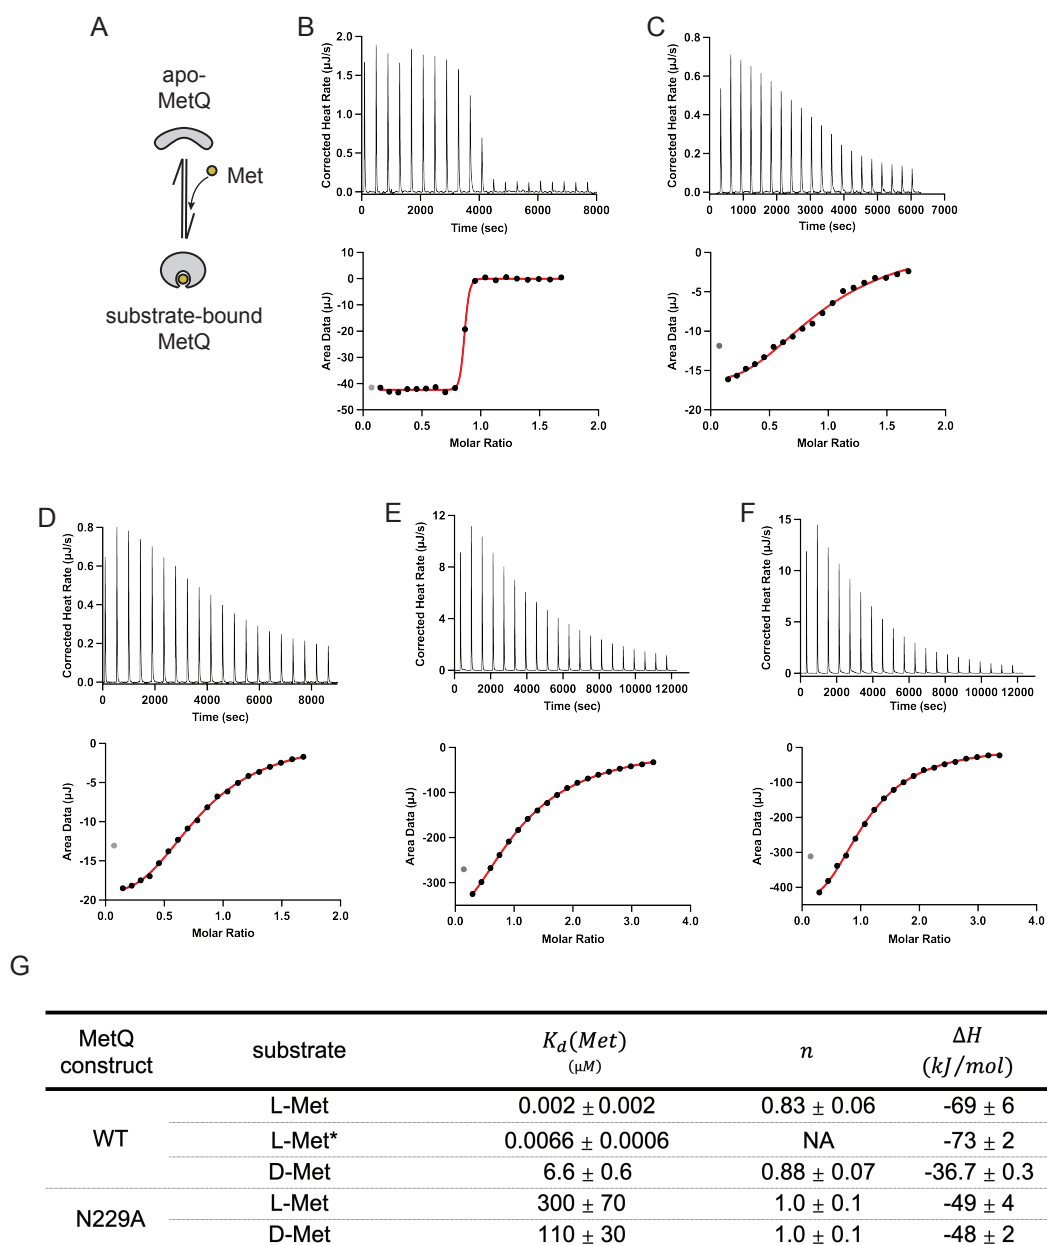 A
apo-
MetQ
Met
substrate-bound
MetQ
B
Corrected Heat Rate (µJ/s)
2.0
1.5
1.0
0.5
0.0
0 2000 4000 6000 8000
Time (sec)
Area Data (µJ)
10
0
-10
-20
-30
-40
-50
0.0 0.5 1.0 1.5 2.0
Molar Ratio
C
Corrected Heat Rate (µJ/s)
0.8
0.6
0.4
0.2
0.0
0 1000 2000 3000 4000 5000 6000 7000
Time (sec)
Area Data (µJ)
0
-5
-10
-15
-20
0.0 0.5 1.0 1.5 2.0
Molar Ratio
D
Corrected Heat Rate (µJ/s)
0.8
0.6
0.4
0.2
0.0
0 2000 4000 6000 8000
Time (sec)
Area Data (µJ)
0
-5
-10
-15
-20
0.0 0.5 1.0 1.5 2.0
Molar Ratio
E
Corrected Heat Rate (µJ/s)
12
8
4
0
0 2000 4000 6000 8000 10000 12000
Time (sec)
Area Data (µJ)
0
-100
-200
-300
0.0 1.0 2.0 3.0 4.0
Molar Ratio
F
Corrected Heat Rate (µJ/s)
15
10
5
0
0 2000 4000 6000 8000 10000 12000
Time (sec)
Area Data (µJ)
0
-100
-200
-300
-400
0.0 1.0 2.0 3.0 4.0
Molar Ratio
G
MetQ construct substrate K_d(Met) (µM) n ΔH (kJ/mol)
WT L-Met 0.002 ± 0.002 0.83 ± 0.06 -69 ± 6
L-Met* 0.0066 ± 0.0006 NA -73 ± 2
D-Met 6.6 ± 0.6 0.88 ± 0.07 -36.7 ± 0.3
N229A L-Met 300 ± 70 1.0 ± 0.1 -49 ± 4
D-Met 110 ± 30 1.0 ± 0.1 -48 ± 2